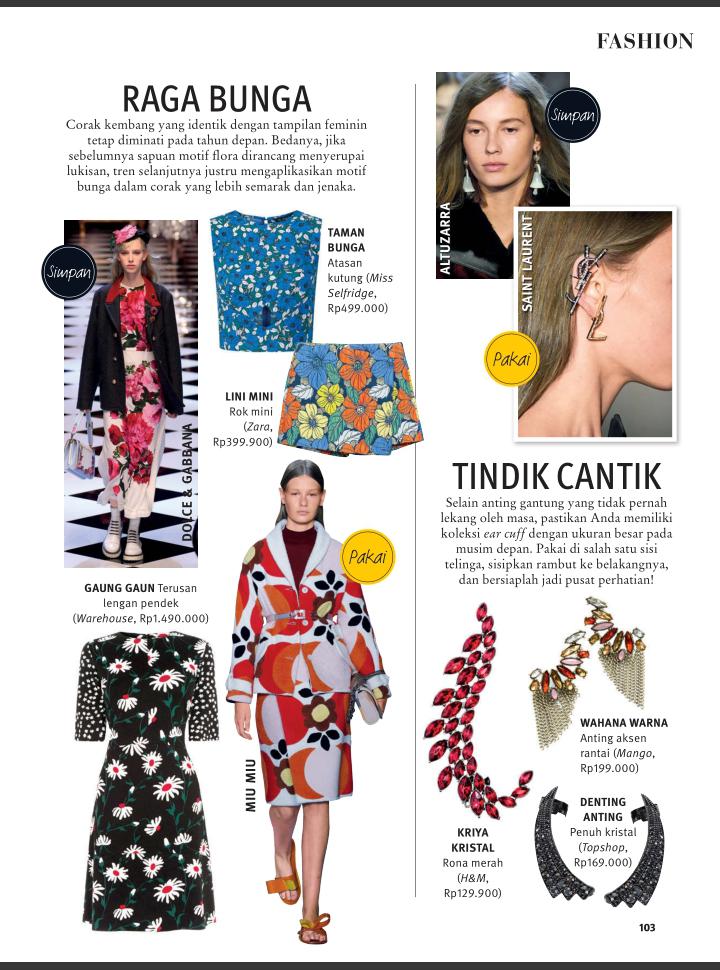 FASHION
RAGA BUNGA
Corak kembang yang identik dengan tampilan feminin
tetap diminati pada tahun depan. Bedanya, jika
sebelumnya sapuan motif flora dirancang menyerupai
lukisan, tren selanjutnya justru mengaplikasikan motif
bunga dalam corak yang lebih semarak dan jenaka.
Simpan
DOLCE & GABBANA
TAMAN
BUNGA
Atasan
kutung (Miss
Selfridge,
Rp499.000)
LINI MINI
Rok mini
(Zara,
Rp399.900)
Pakai
MIU MIU
GAUNG GAUN Terusan
lengan pendek
(Warehouse, Rp1.490.000)
Simpan
ALTUZARRA
SAINT LAURENT
Pakai
TINDIK CANTIK
Selain anting gantung yang tidak pernah
lekang oleh masa, pastikan Anda memiliki
koleksi ear cuff dengan ukuran besar pada
musim depan. Pakai di salah satu sisi
telinga, sisipkan rambut ke belakangnya,
dan bersiaplah jadi pusat perhatian!
WAHANA WARNA
Anting aksen
rantai (Mango,
Rp199.000)
KRIYA
KRISTAL
Rona merah
(H&M,
Rp129.900)
DENTING
ANTING
Penuh kristal
(Topshop,
Rp169.000)
103